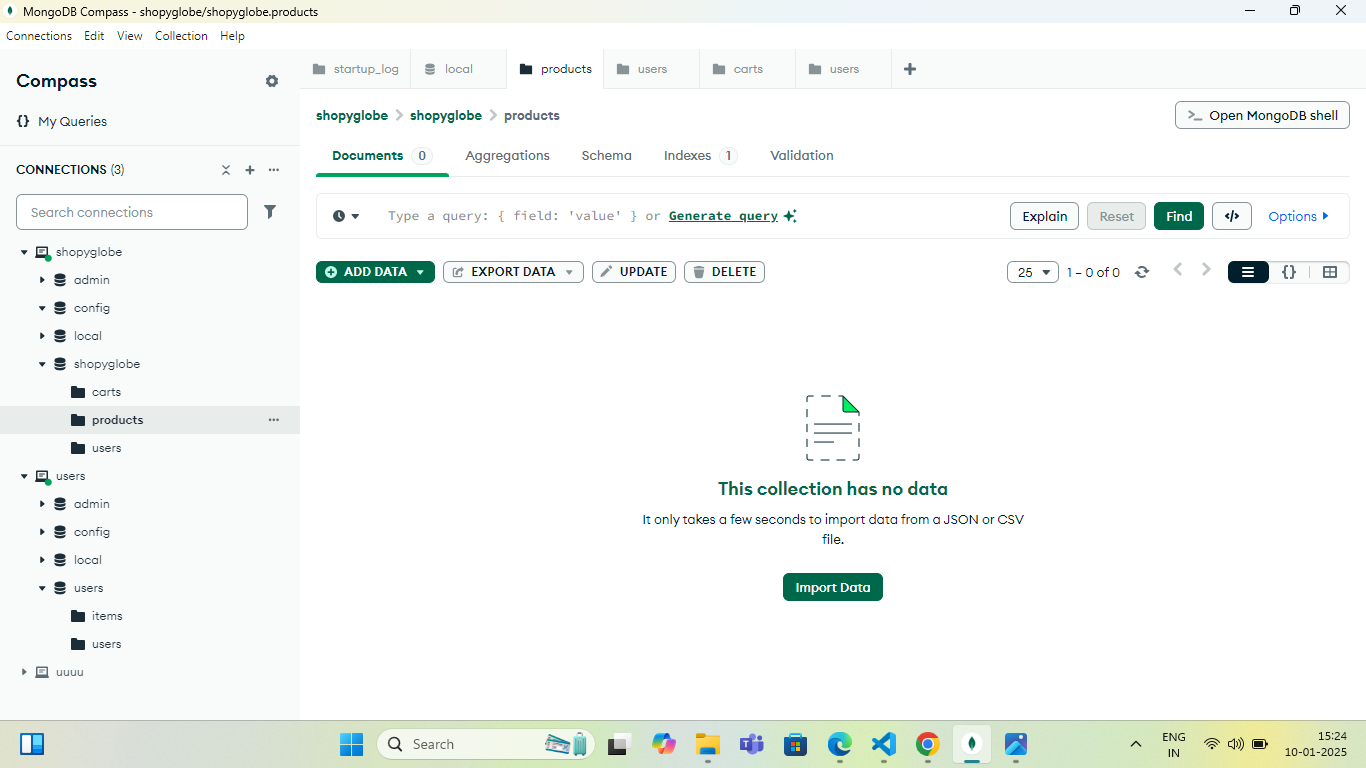 MongoDB Compass - shopyglobe/shopyglobe.products
Connections Edit View Collection Help
Compass
{} My Queries
CONNECTIONS (3)
Search connections
shopyglobe
admin
config
local
shopyglobe
carts
products
users
users
admin
config
local
users
items
users
uuuu
startup_log local products users carts users
shopyglobe > shopyglobe > products
>_ Open MongoDB shell
Documents 0 Aggregations Schema Indexes 1 Validation
Type a query: { field: 'value' } or Generate query
Explain Reset Find </> Options
ADD DATA EXPORT DATA UPDATE DELETE
25 1 – 0 of 0 {}
This collection has no data
It only takes a few seconds to import data from a JSON or CSV
file.
Import Data
Search
ENG
IN
15:24
10-01-2025